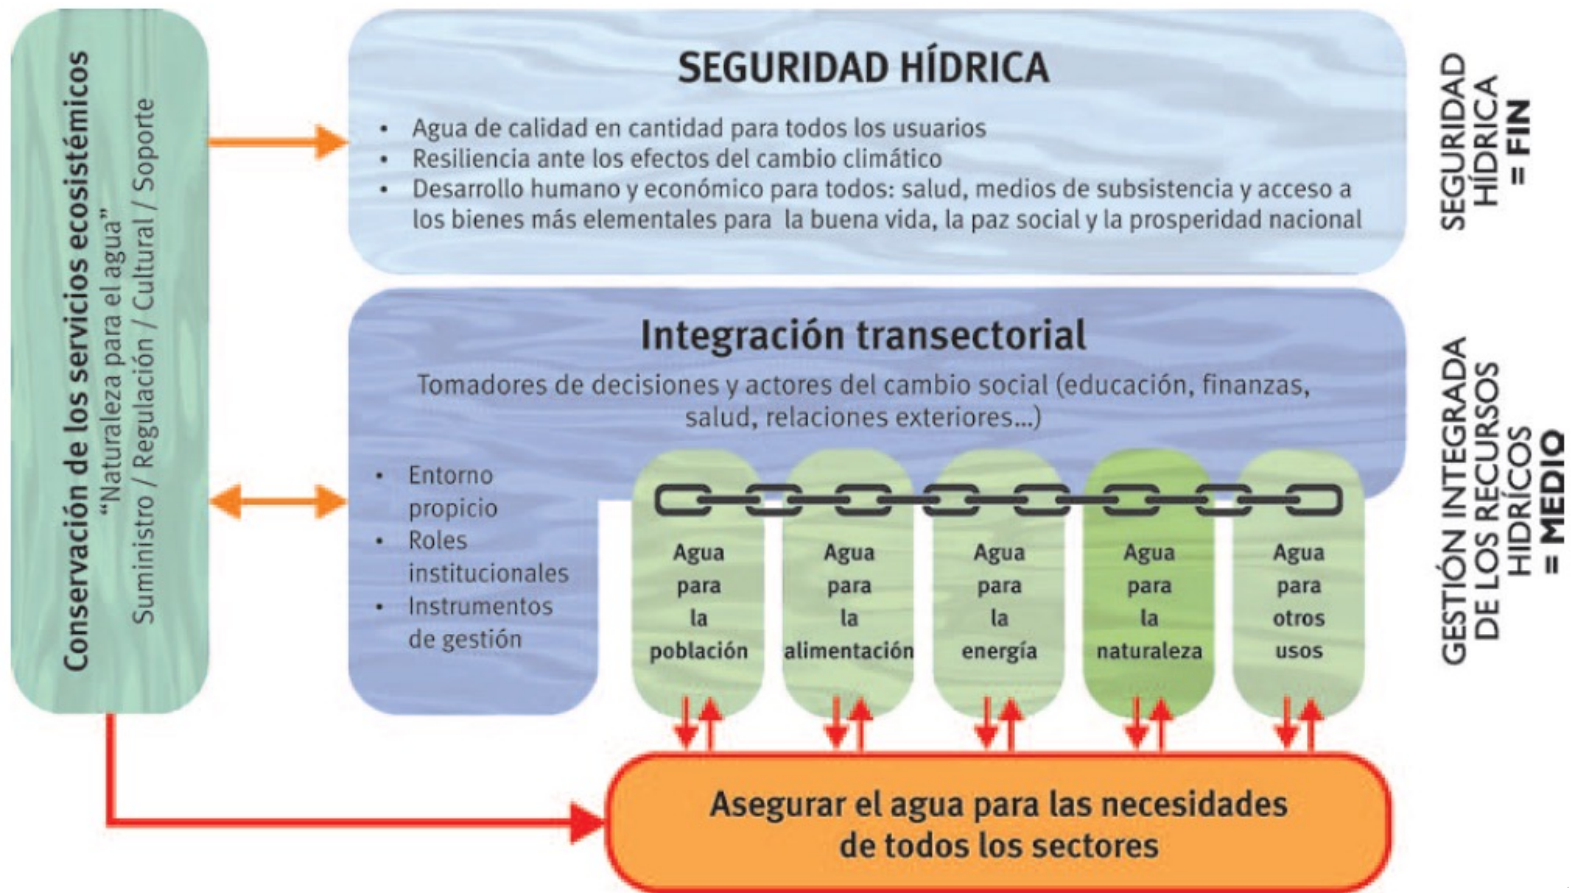 Conservación de los servicios ecosistémicos
“Naturaleza para el agua”
Suministro / Regulación / Cultural / Soporte
SEGURIDAD HÍDRICA
• Agua de calidad en cantidad para todos los usuarios
• Resiliencia ante los efectos del cambio climático
• Desarrollo humano y económico para todos: salud, medios de subsistencia y acceso a
los bienes más elementales para la buena vida, la paz social y la prosperidad nacional
SEGURIDAD
HÍDRICA
= FIN
Integración transectorial
Tomadores de decisiones y actores del cambio social (educación, finanzas,
salud, relaciones exteriores...)
• Entorno
propicio
• Roles
institucionales
• Instrumentos
de gestión
Agua
para
la
población
Agua
para
la
alimentación
Agua
para
la
energía
Agua
para
la
naturaleza
Agua
para
otros
usos
GESTIÓN INTEGRADA
DE LOS RECURSOS
HIDRÍCOS
= MEDIO
Asegurar el agua para las necesidades
de todos los sectores